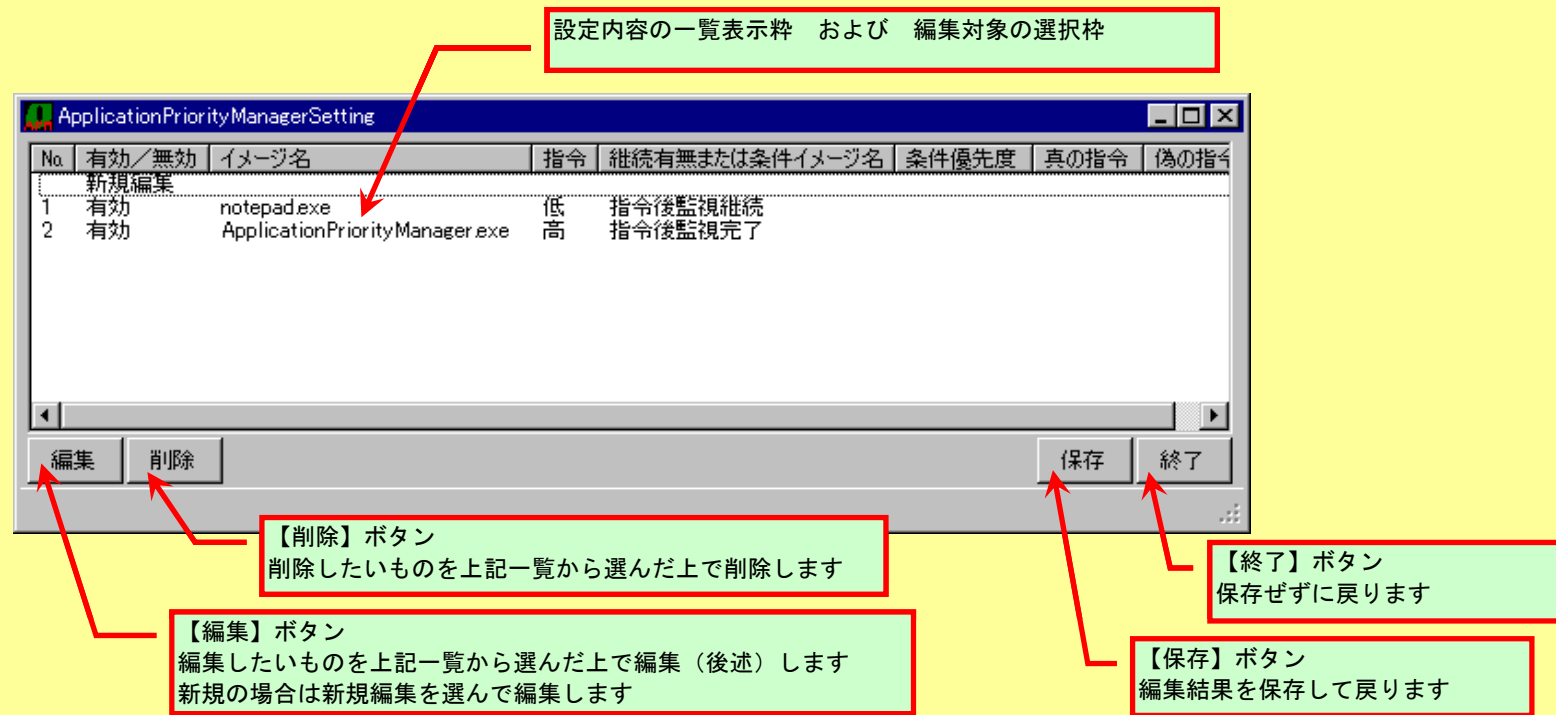 設定内容の一覧表示枠　および　編集対象の選択枠
ApplicationPriorityManagerSetting
No. 有効／無効 イメージ名 指令 継続有無または条件イメージ名 条件優先度 真の指令 偽の指令
新規編集
1 有効 notepad.exe 低 指令後監視継続
2 有効 ApplicationPriorityManager.exe 高 指令後監視完了
編集 削除 保存 終了
【削除】ボタン
削除したいものを上記一覧から選んだ上で削除します
【終了】ボタン
保存ぜずに戻ります
【編集】ボタン
編集したいものを上記一覧から選んだ上で編集（後述）します
新規の場合は新規編集を選んで編集します
【保存】ボタン
編集結果を保存して戻ります